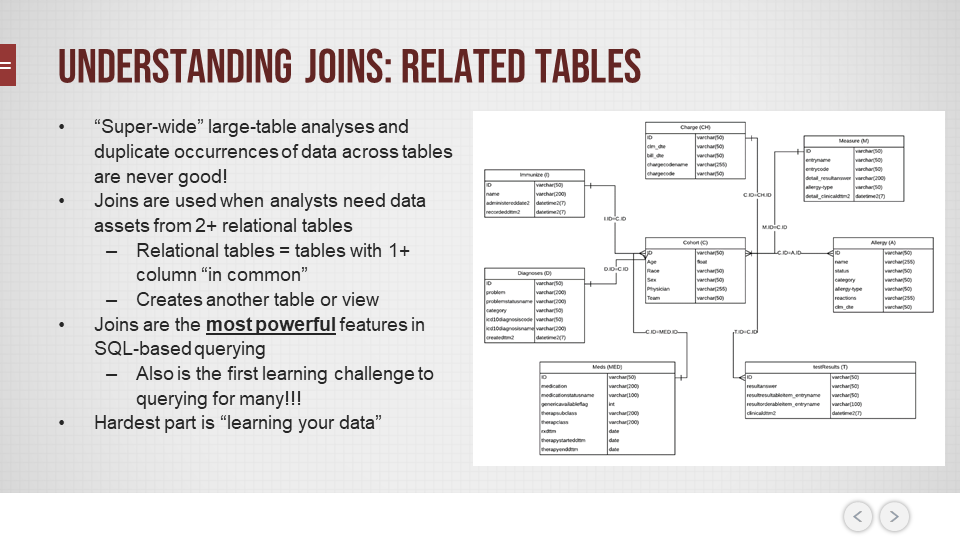 UNDERSTANDING JOINS: RELATED TABLES
• “Super-wide” large-table analyses and
duplicate occurrences of data across tables
are never good!
• Joins are used when analysts need data
assets from 2+ relational tables
– Relational tables = tables with 1+
column “in common”
– Creates another table or view
• Joins are the most powerful features in
SQL-based querying
– Also is the first learning challenge to
querying for many!!!
• Hardest part is “learning your data”
Charge (CH)
ID varchar(50)
clm_dte varchar(50)
bill_dte varchar(50)
chargecodename varchar(255)
chargecode varchar(50)
Measure (M)
ID varchar(50)
entryname varchar(50)
entrycode varchar(50)
detail_resultanswer varchar(200)
allergy-type varchar(50)
detail_clinicaldttm2 datetime2(7)
Immunize (I)
ID varchar(50)
name varchar(200)
administereddate2 datetime2(7)
recordeddttm2 datetime2(7)
C.ID=CH.ID
I.ID=C.ID
M.ID=C.ID
Cohort (C)
ID varchar(50)
Age float
Race varchar(50)
Sex varchar(50)
Physician varchar(255)
Team varchar(50)
C.ID=A.ID
Allergy (A)
ID varchar(50)
name varchar(255)
status varchar(50)
category varchar(50)
allergy-type varchar(50)
reactions varchar(255)
clm_dte varchar(50)
D.ID=C.ID
Diagnoses (D)
ID varchar(50)
problem varchar(200)
problemstatusname varchar(200)
category varchar(50)
icd10diagnosiscode varchar(50)
icd10diagnosisname varchar(200)
createddttm2 datetime2(7)
C.ID=MED.ID
T.ID=C.ID
Meds (MED)
ID varchar(50)
medication varchar(200)
medicationstatusname varchar(100)
genericavailableflag int
therapsubclass varchar(200)
therapclass varchar(200)
rxdttm date
therapystarteddttm date
therapyenddttm date
testResults (T)
ID varchar(50)
resultanswer varchar(50)
resultresultableitem_entryname varchar(50)
resultorderableitem_entryname varchar(100)
clinicaldttm2 datetime2(7)